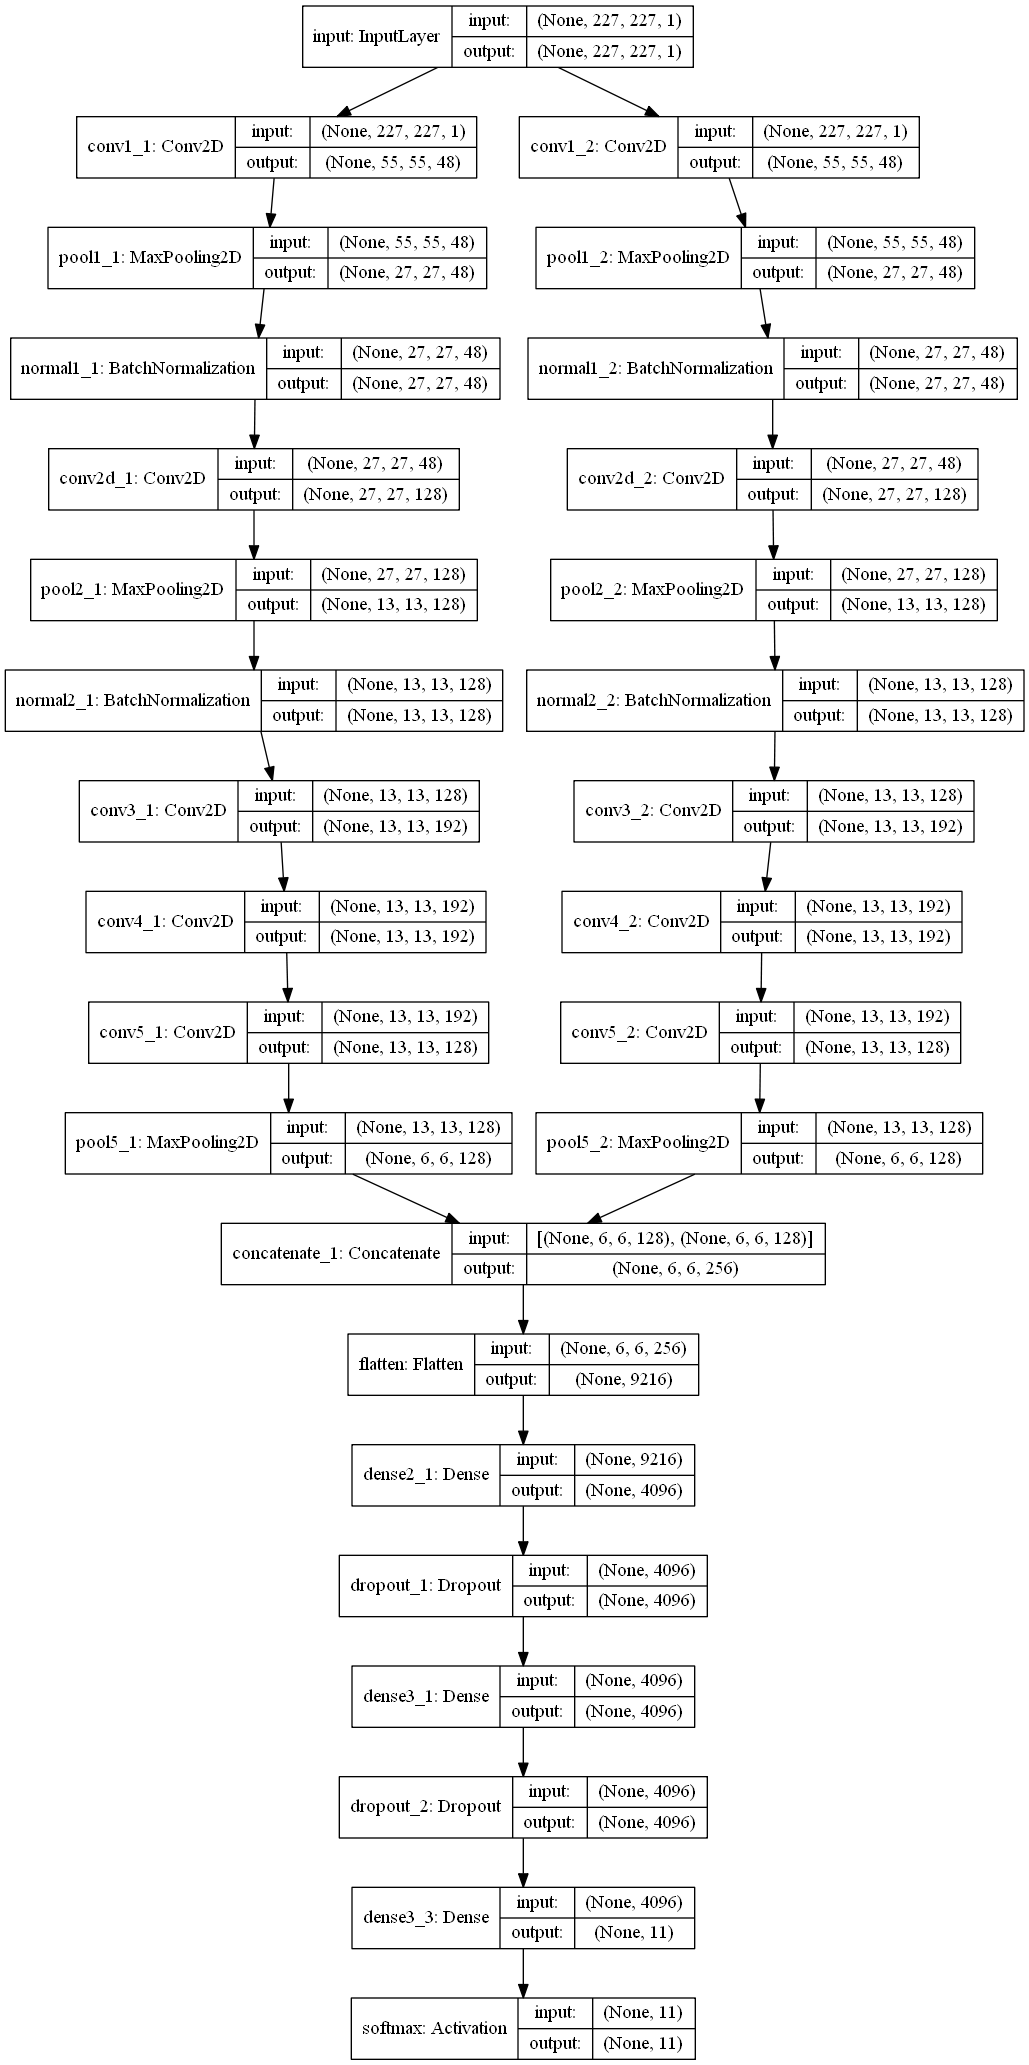 input: InputLayer
input: (None, 227, 227, 1)
output: (None, 227, 227, 1)
conv1_1: Conv2D
input: (None, 227, 227, 1)
output: (None, 55, 55, 48)
conv1_2: Conv2D
input: (None, 227, 227, 1)
output: (None, 55, 55, 48)
pool1_1: MaxPooling2D
input: (None, 55, 55, 48)
output: (None, 27, 27, 48)
pool1_2: MaxPooling2D
input: (None, 55, 55, 48)
output: (None, 27, 27, 48)
normal1_1: BatchNormalization
input: (None, 27, 27, 48)
output: (None, 27, 27, 48)
normal1_2: BatchNormalization
input: (None, 27, 27, 48)
output: (None, 27, 27, 48)
conv2d_1: Conv2D
input: (None, 27, 27, 48)
output: (None, 27, 27, 128)
conv2d_2: Conv2D
input: (None, 27, 27, 48)
output: (None, 27, 27, 128)
pool2_1: MaxPooling2D
input: (None, 27, 27, 128)
output: (None, 13, 13, 128)
pool2_2: MaxPooling2D
input: (None, 27, 27, 128)
output: (None, 13, 13, 128)
normal2_1: BatchNormalization
input: (None, 13, 13, 128)
output: (None, 13, 13, 128)
normal2_2: BatchNormalization
input: (None, 13, 13, 128)
output: (None, 13, 13, 128)
conv3_1: Conv2D
input: (None, 13, 13, 128)
output: (None, 13, 13, 192)
conv3_2: Conv2D
input: (None, 13, 13, 128)
output: (None, 13, 13, 192)
conv4_1: Conv2D
input: (None, 13, 13, 192)
output: (None, 13, 13, 192)
conv4_2: Conv2D
input: (None, 13, 13, 192)
output: (None, 13, 13, 192)
conv5_1: Conv2D
input: (None, 13, 13, 192)
output: (None, 13, 13, 128)
conv5_2: Conv2D
input: (None, 13, 13, 192)
output: (None, 13, 13, 128)
pool5_1: MaxPooling2D
input: (None, 13, 13, 128)
output: (None, 6, 6, 128)
pool5_2: MaxPooling2D
input: (None, 13, 13, 128)
output: (None, 6, 6, 128)
concatenate_1: Concatenate
input: [(None, 6, 6, 128), (None, 6, 6, 128)]
output: (None, 6, 6, 256)
flatten: Flatten
input: (None, 6, 6, 256)
output: (None, 9216)
dense2_1: Dense
input: (None, 9216)
output: (None, 4096)
dropout_1: Dropout
input: (None, 4096)
output: (None, 4096)
dense3_1: Dense
input: (None, 4096)
output: (None, 4096)
dropout_2: Dropout
input: (None, 4096)
output: (None, 4096)
dense3_3: Dense
input: (None, 4096)
output: (None, 11)
softmax: Activation
input: (None, 11)
output: (None, 11)